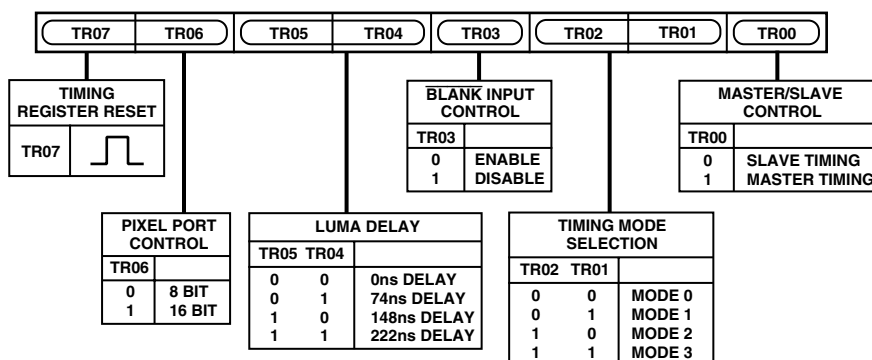 TR07 TR06 TR05 TR04 TR03 TR02 TR01 TR00
TIMING
REGISTER RESET
TR07
BLANK INPUT
CONTROL
TR03
0 ENABLE
1 DISABLE
MASTER/SLAVE
CONTROL
TR00
0 SLAVE TIMING
1 MASTER TIMING
PIXEL PORT
CONTROL
TR06
0 8 BIT
1 16 BIT
LUMA DELAY
TR05 TR04
0 0 0ns DELAY
0 1 74ns DELAY
1 0 148ns DELAY
1 1 222ns DELAY
TIMING MODE
SELECTION
TR02 TR01
0 0 MODE 0
0 1 MODE 1
1 0 MODE 2
1 1 MODE 3